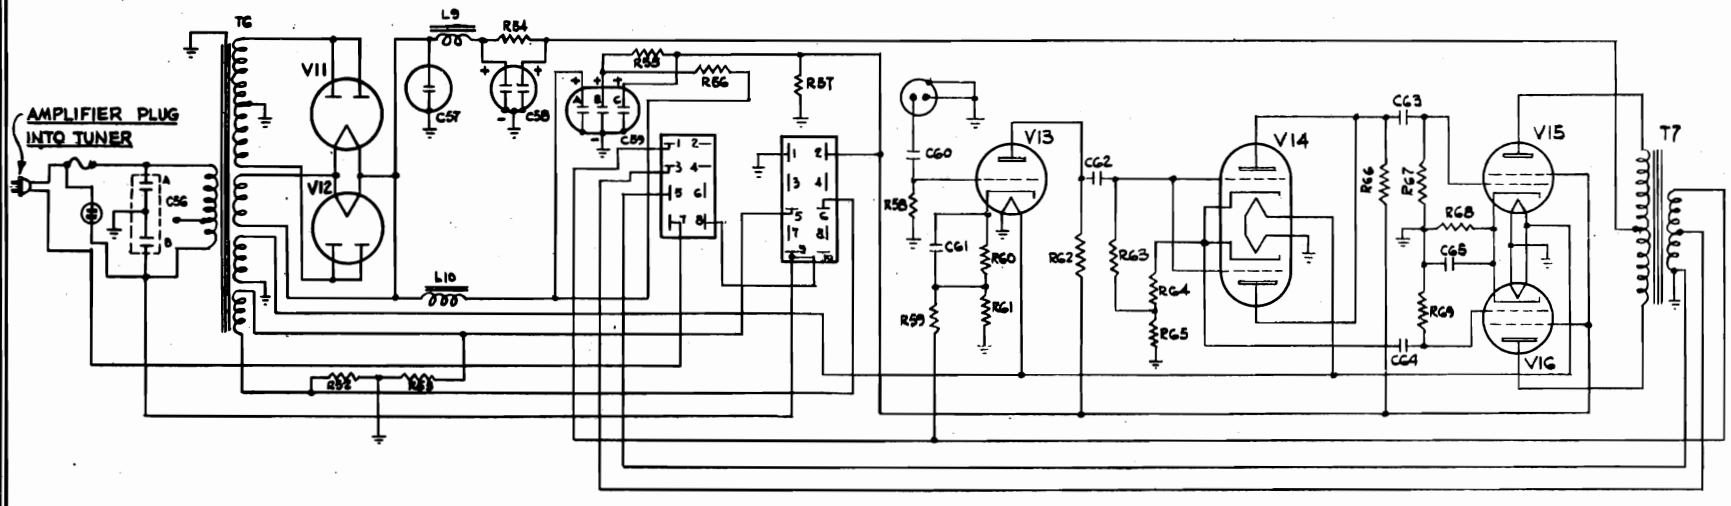 T6
L9
R54
V11
+
+
C57
-
C58
R55
R56
R57
+
+
+
A
B
C
-
C59
AMPLIFIER PLUG
INTO TUNER
A
C56
B
V12
L10
1 2
3 4
5 6
7 8
1 2
3 4
5 6
7 8
9 10
C60
R58
V13
C61
R60
R59
R61
C62
R62
R63
R64
R65
V14
C63
R66
R67
R68
C65
R69
C64
V15
V16
T7
R52
R53